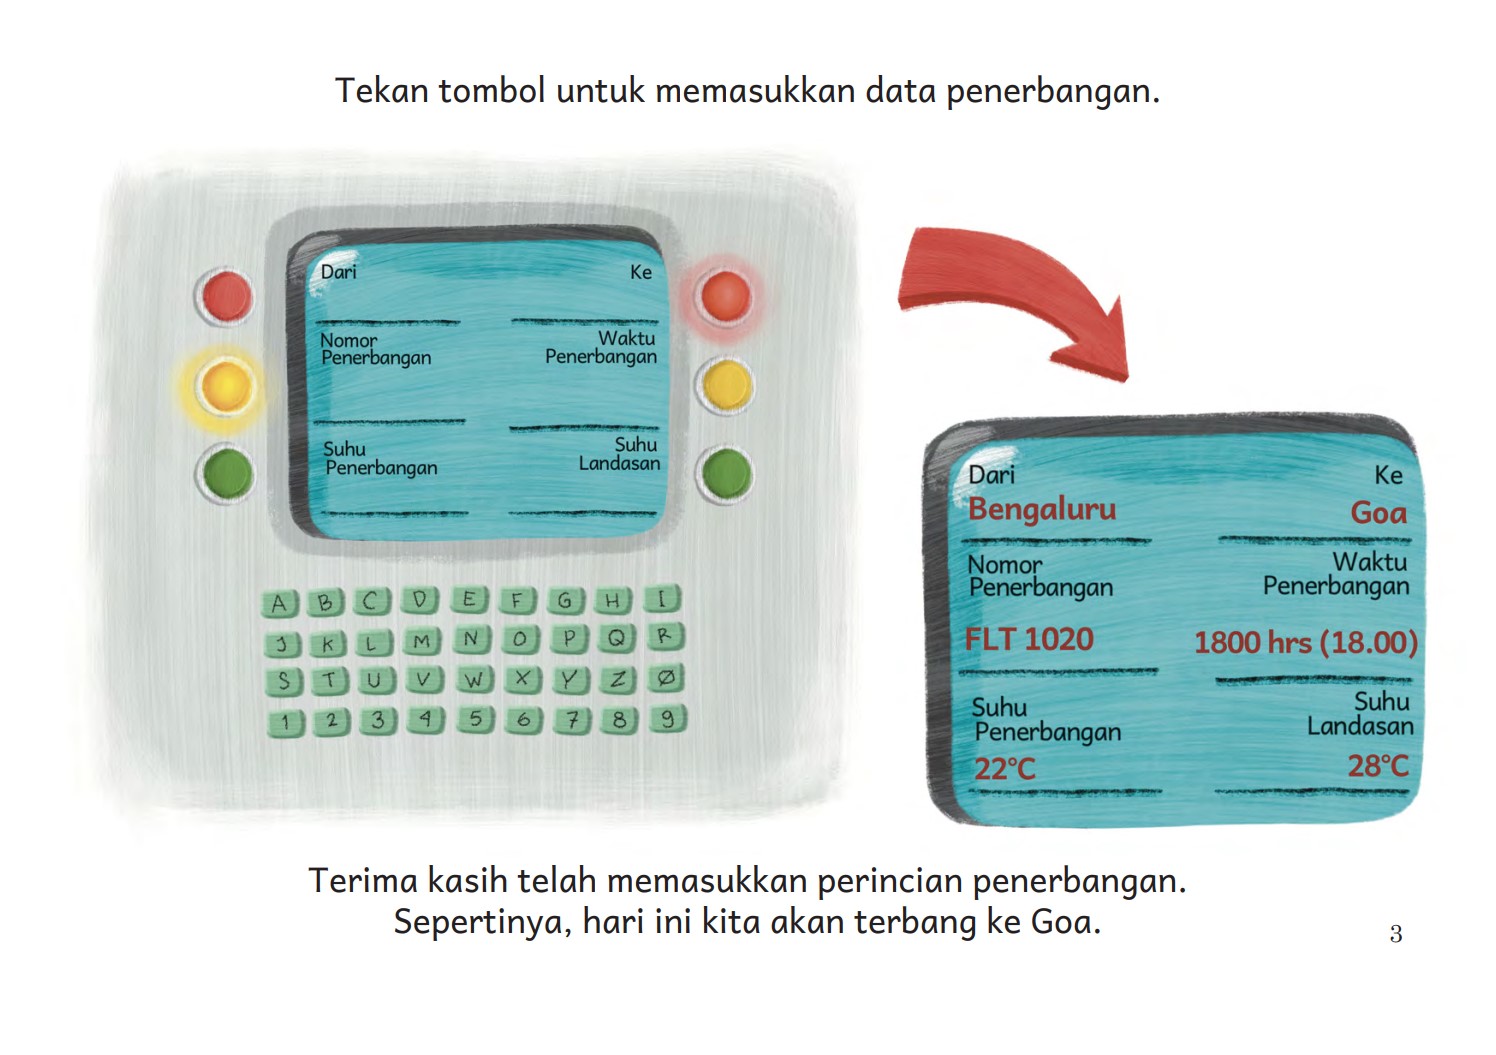 Tekan tombol untuk memasukkan data penerbangan.
Dari Ke
Nomor Waktu
Penerbangan Penerbangan
Suhu Suhu
Penerbangan Landasan
A B C D E F G H I
J K L M N O P Q R
S T U V W X Y Z Ø
1 2 3 4 5 6 7 8 9
Dari Ke
Bengaluru Goa
Nomor Waktu
Penerbangan Penerbangan
FLT 1020 1800 hrs (18.00)
Suhu Suhu
Penerbangan Landasan
22°C 28°C
Terima kasih telah memasukkan perincian penerbangan.
Sepertinya, hari ini kita akan terbang ke Goa.
3